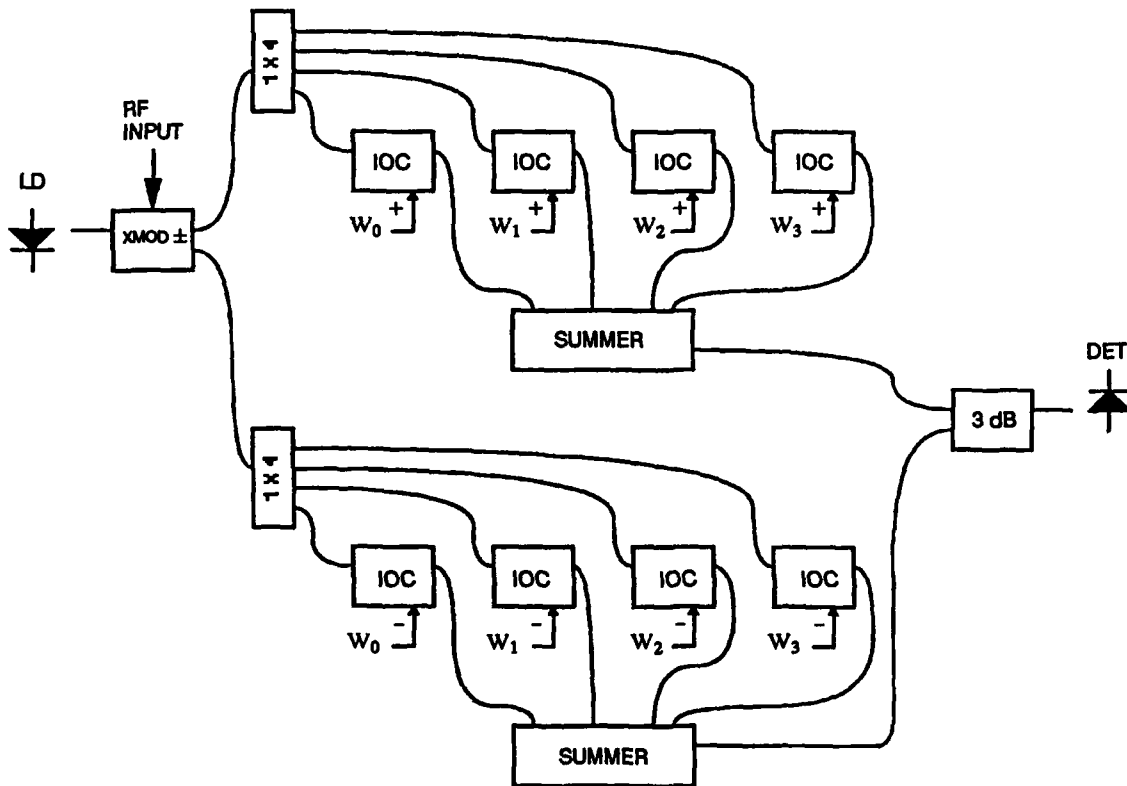 1 X 4
RF
INPUT
LD
XMOD ±
IOC IOC IOC IOC
W₀ + W₁ + W₂ + W₃ +
SUMMER
DET
3 dB
1 X 4
IOC IOC IOC IOC
W₀ - W₁ - W₂ - W₃ -
SUMMER